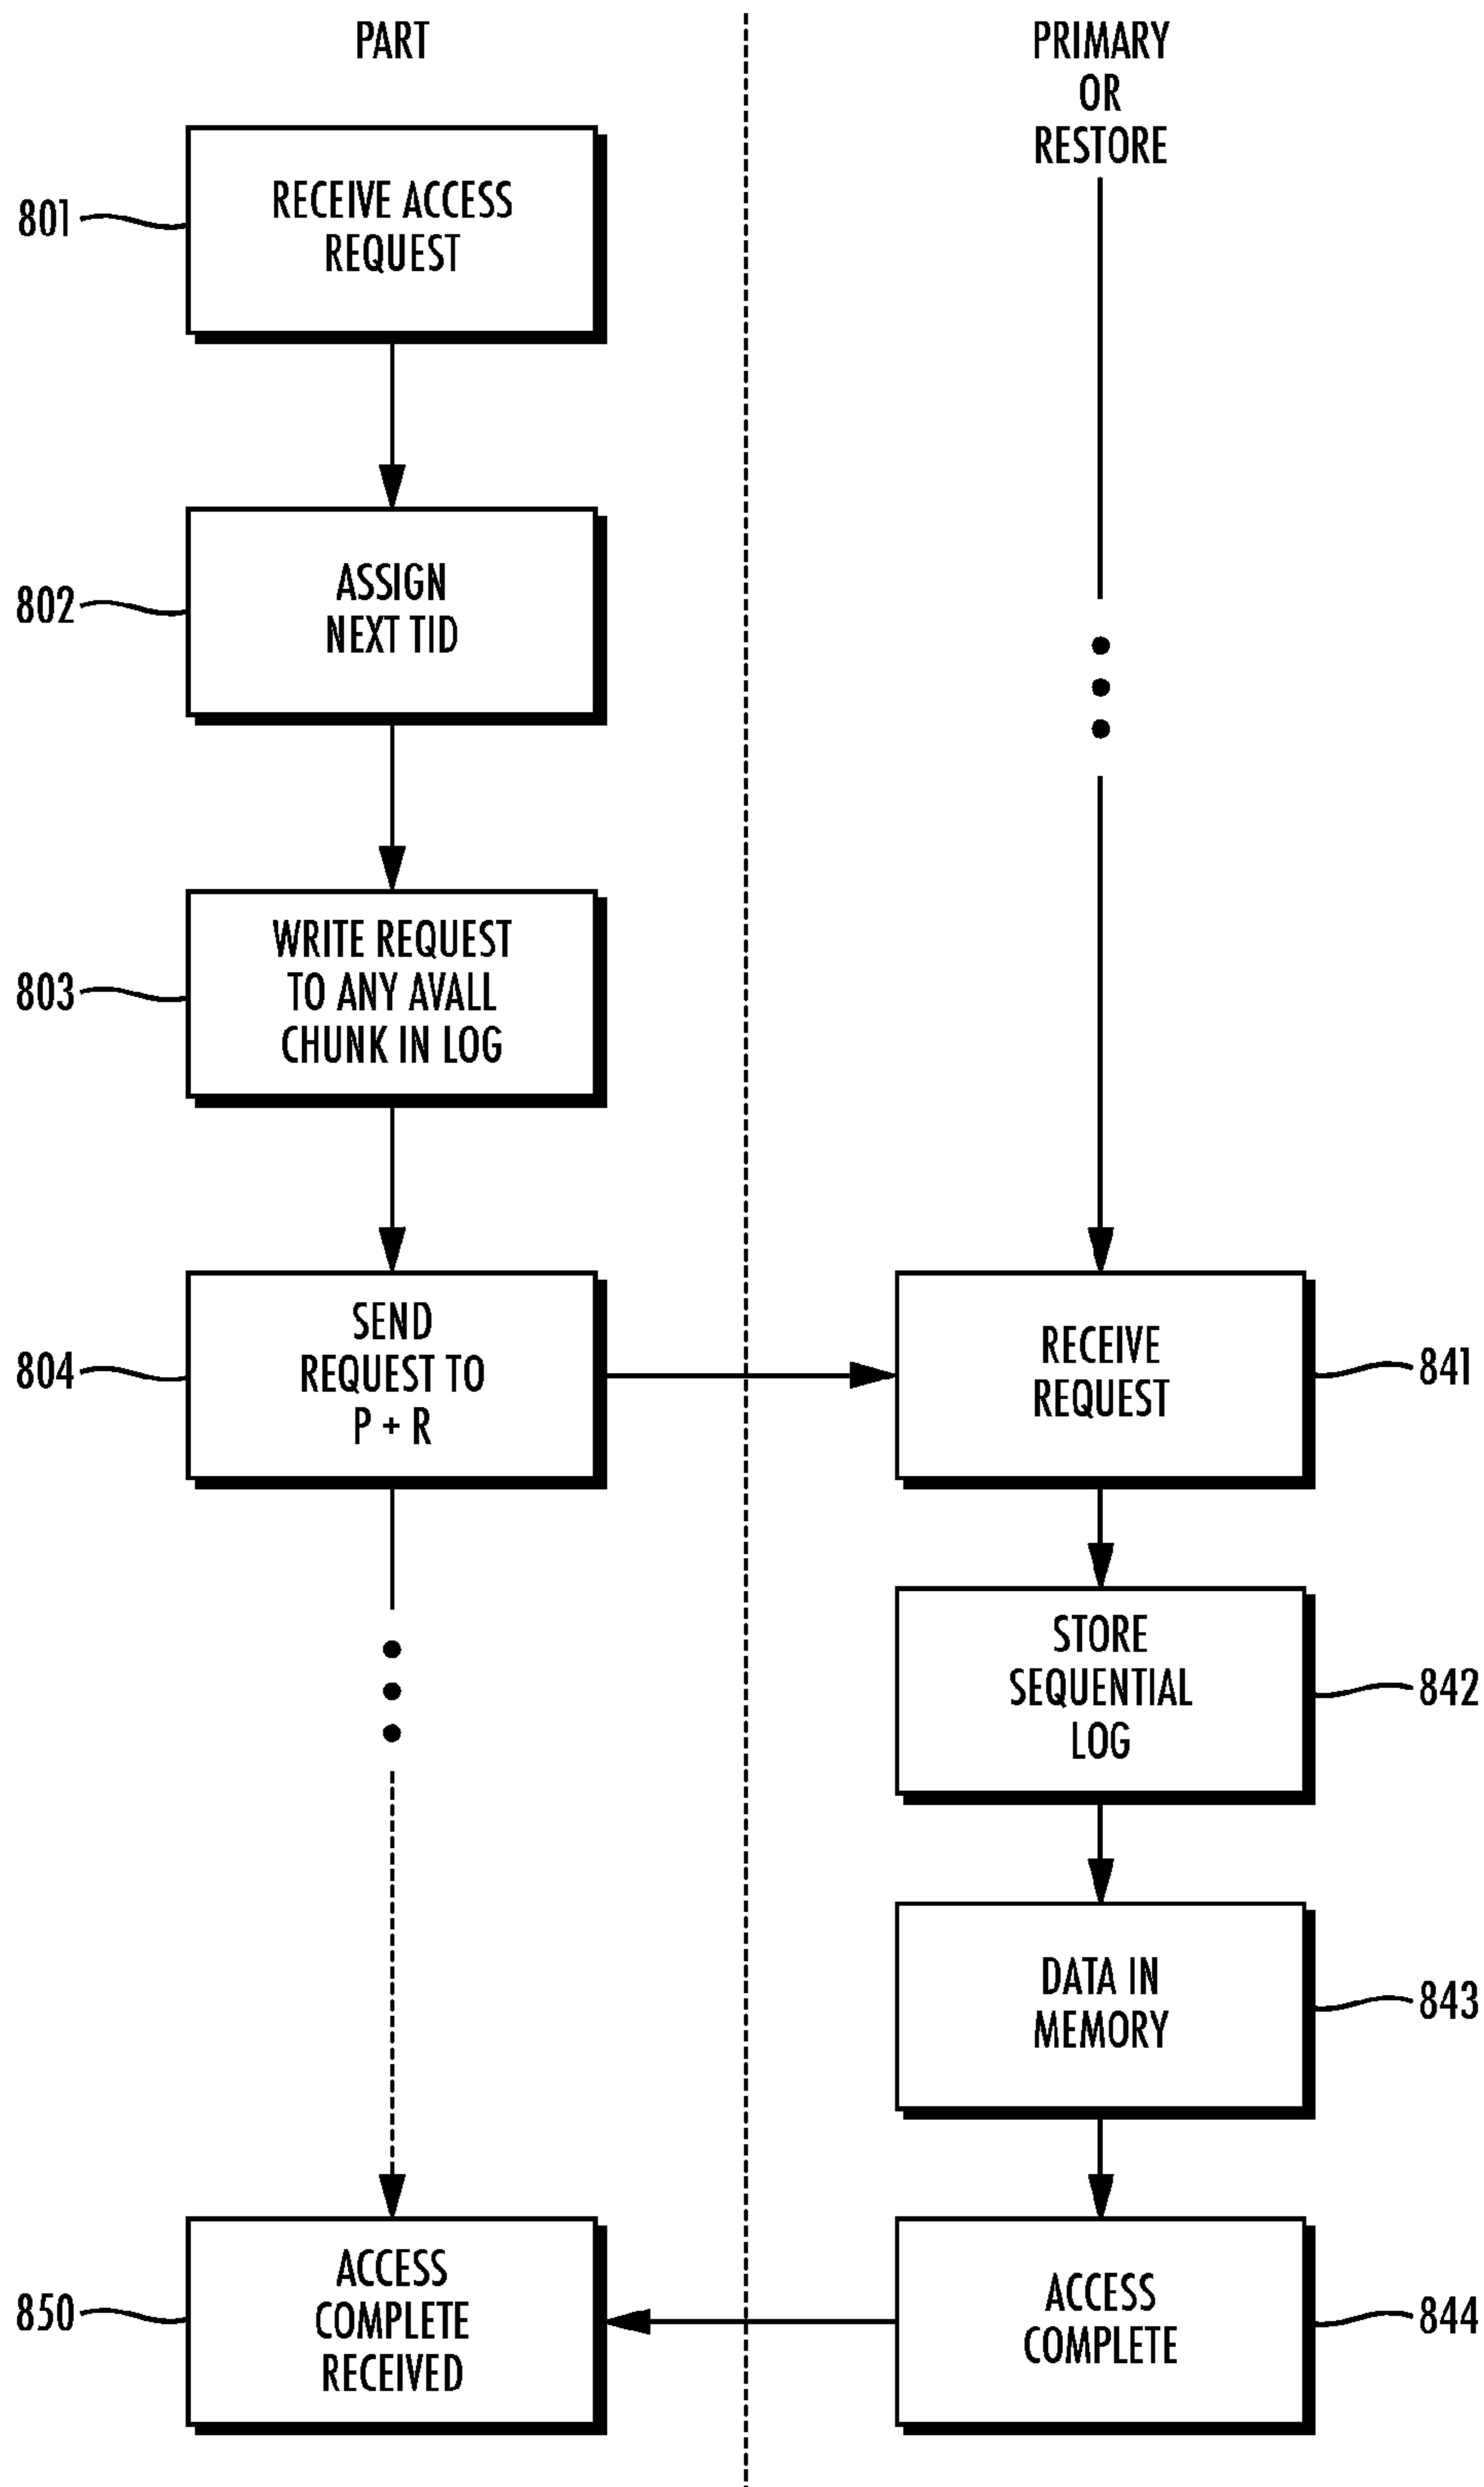 PART
801
RECEIVE ACCESS
REQUEST
802
ASSIGN
NEXT TID
803
WRITE REQUEST
TO ANY AVALL
CHUNK IN LOG
804
SEND
REQUEST TO
P + R
850
ACCESS
COMPLETE
RECEIVED
PRIMARY
OR
RESTORE
RECEIVE
REQUEST
841
STORE
SEQUENTIAL
LOG
842
DATA IN
MEMORY
843
ACCESS
COMPLETE
844